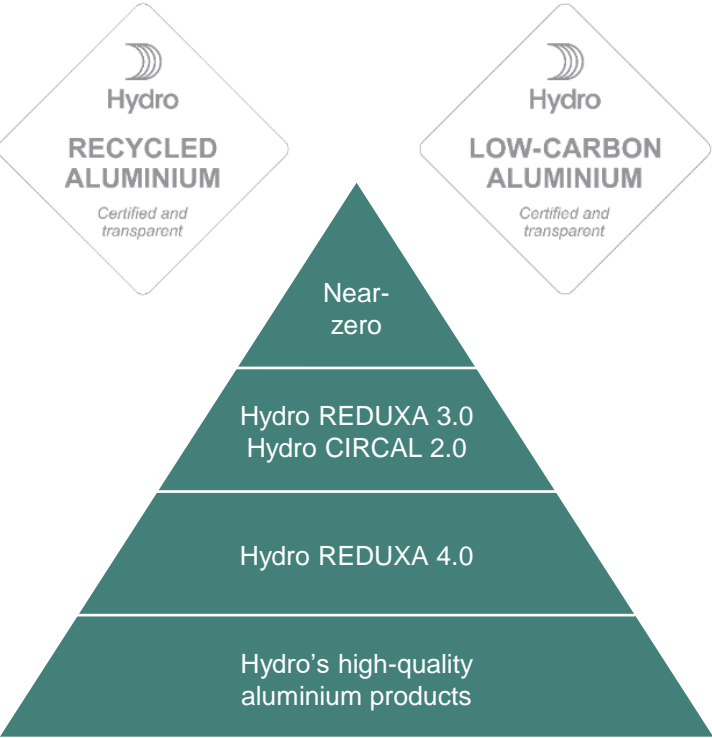 Hydro
RECYCLED
ALUMINIUM
Certified and
transparent
Hydro
LOW-CARBON
ALUMINIUM
Certified and
transparent
Near-
zero
Hydro REDUXA 3.0
Hydro CIRCAL 2.0
Hydro REDUXA 4.0
Hydro’s high-quality
aluminium products